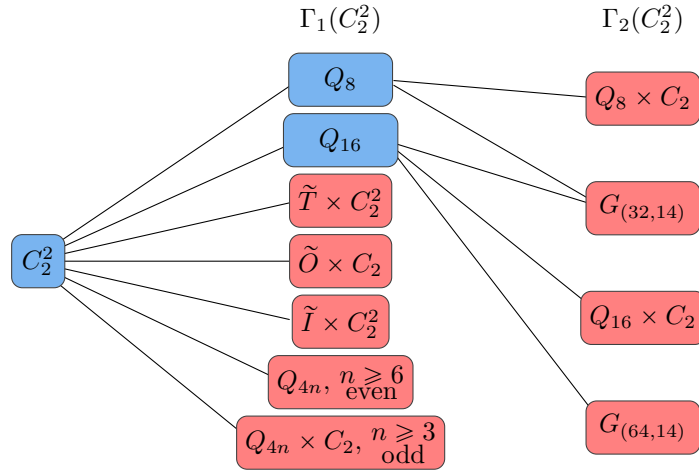 Γ₁(C₂²) Γ₂(C₂²)
Q₈
Q₈ × C₂
Q₁₆
T̃ × C₂²
G₍₃₂,₁₄₎
C₂²
Õ × C₂
Ĩ × C₂²
Q₁₆ × C₂
Q₄ₙ, n ⩾ 6
even
Q₄ₙ × C₂, n ⩾ 3
odd
G₍₆₄,₁₄₎